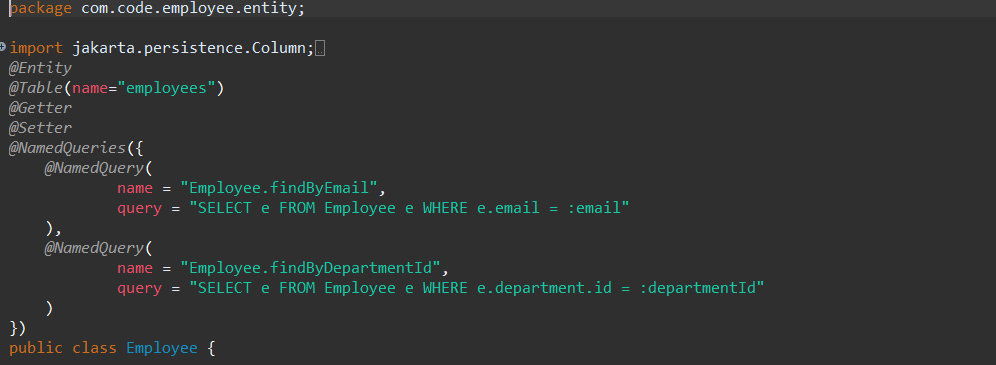 package com.code.employee.entity;
import jakarta.persistence.Column;
@Entity
@Table(name="employees")
@Getter
@Setter
@NamedQueries({
    @NamedQuery(
            name = "Employee.findByEmail",
            query = "SELECT e FROM Employee e WHERE e.email = :email"
    ),
    @NamedQuery(
            name = "Employee.findByDepartmentId",
            query = "SELECT e FROM Employee e WHERE e.department.id = :departmentId"
    )
})
public class Employee {